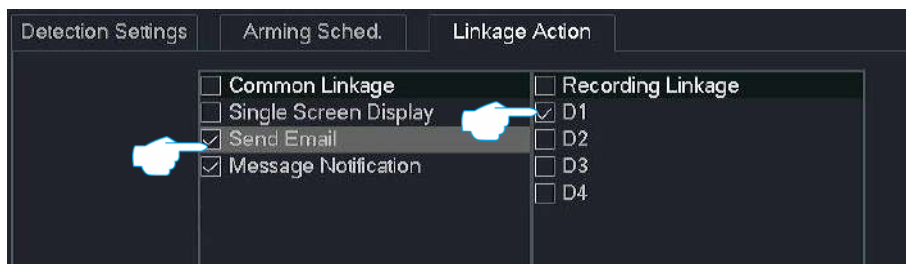 Detection Settings
Arming Sched.
Linkage Action
Common Linkage
Single Screen Display
Send Email
Message Notification
Recording Linkage
D1
D2
D3
D4